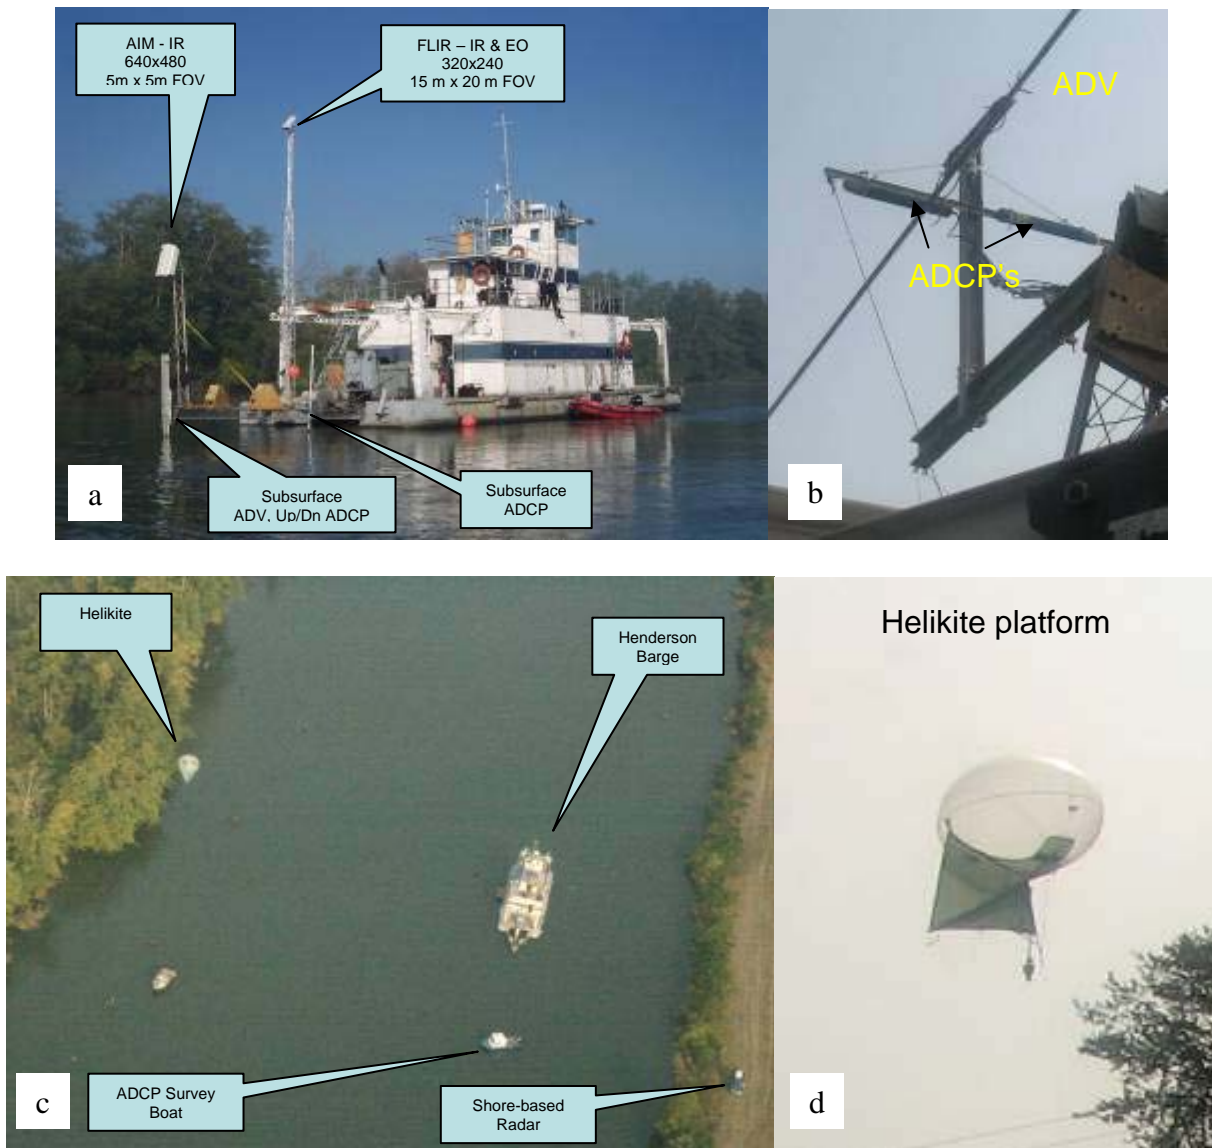 AIM - IR
640x480
5m x 5m FOV
FLIR – IR & EO
320x240
15 m x 20 m FOV
Subsurface
ADV, Up/Dn ADCP
Subsurface
ADCP
a
ADV
ADCP's
b
Helikite
Henderson
Barge
ADCP Survey
Boat
Shore-based
Radar
c
Helikite platform
d